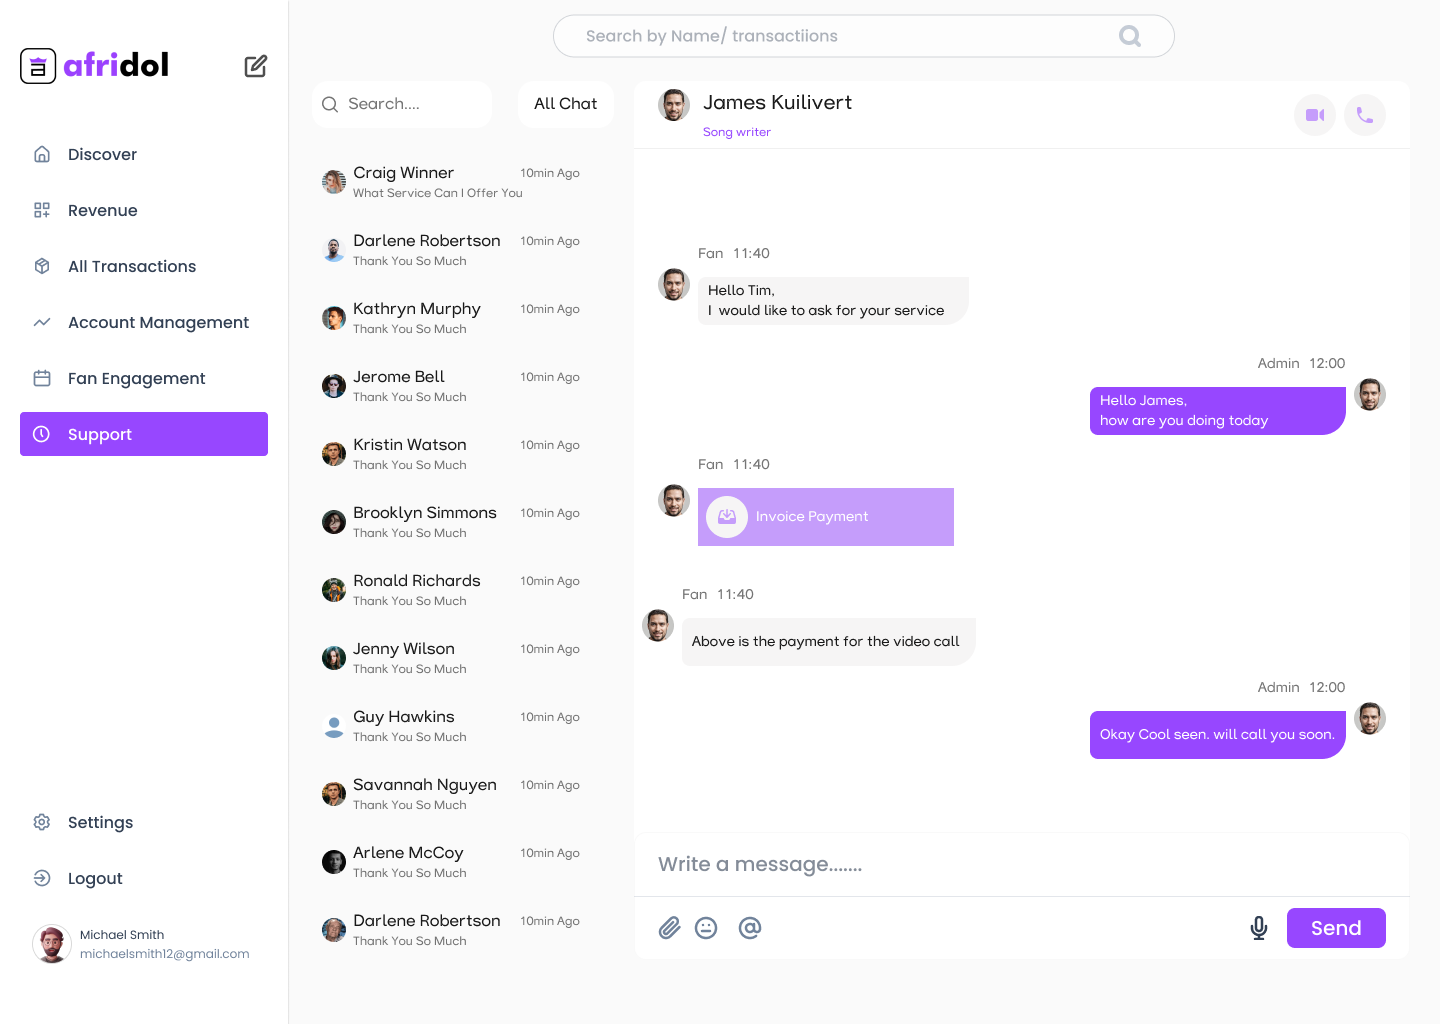 afridol
Discover
Revenue
All Transactions
Account Management
Fan Engagement
Support
Settings
Logout
Michael Smith
michaelsmith12@gmail.com
Search by Name/ transactiions
Search....
All Chat
Craig Winner 10min Ago
What Service Can I Offer You
Darlene Robertson 10min Ago
Thank You So Much
Kathryn Murphy 10min Ago
Thank You So Much
Jerome Bell 10min Ago
Thank You So Much
Kristin Watson 10min Ago
Thank You So Much
Brooklyn Simmons 10min Ago
Thank You So Much
Ronald Richards 10min Ago
Thank You So Much
Jenny Wilson 10min Ago
Thank You So Much
Guy Hawkins 10min Ago
Thank You So Much
Savannah Nguyen 10min Ago
Thank You So Much
Arlene McCoy 10min Ago
Thank You So Much
Darlene Robertson 10min Ago
Thank You So Much
James Kuilivert
Song writer
Fan 11:40
Hello Tim,
I would like to ask for your service
Admin 12:00
Hello James,
how are you doing today
Fan 11:40
Invoice Payment
Fan 11:40
Above is the payment for the video call
Admin 12:00
Okay Cool seen. will call you soon.
Write a message.......
Send